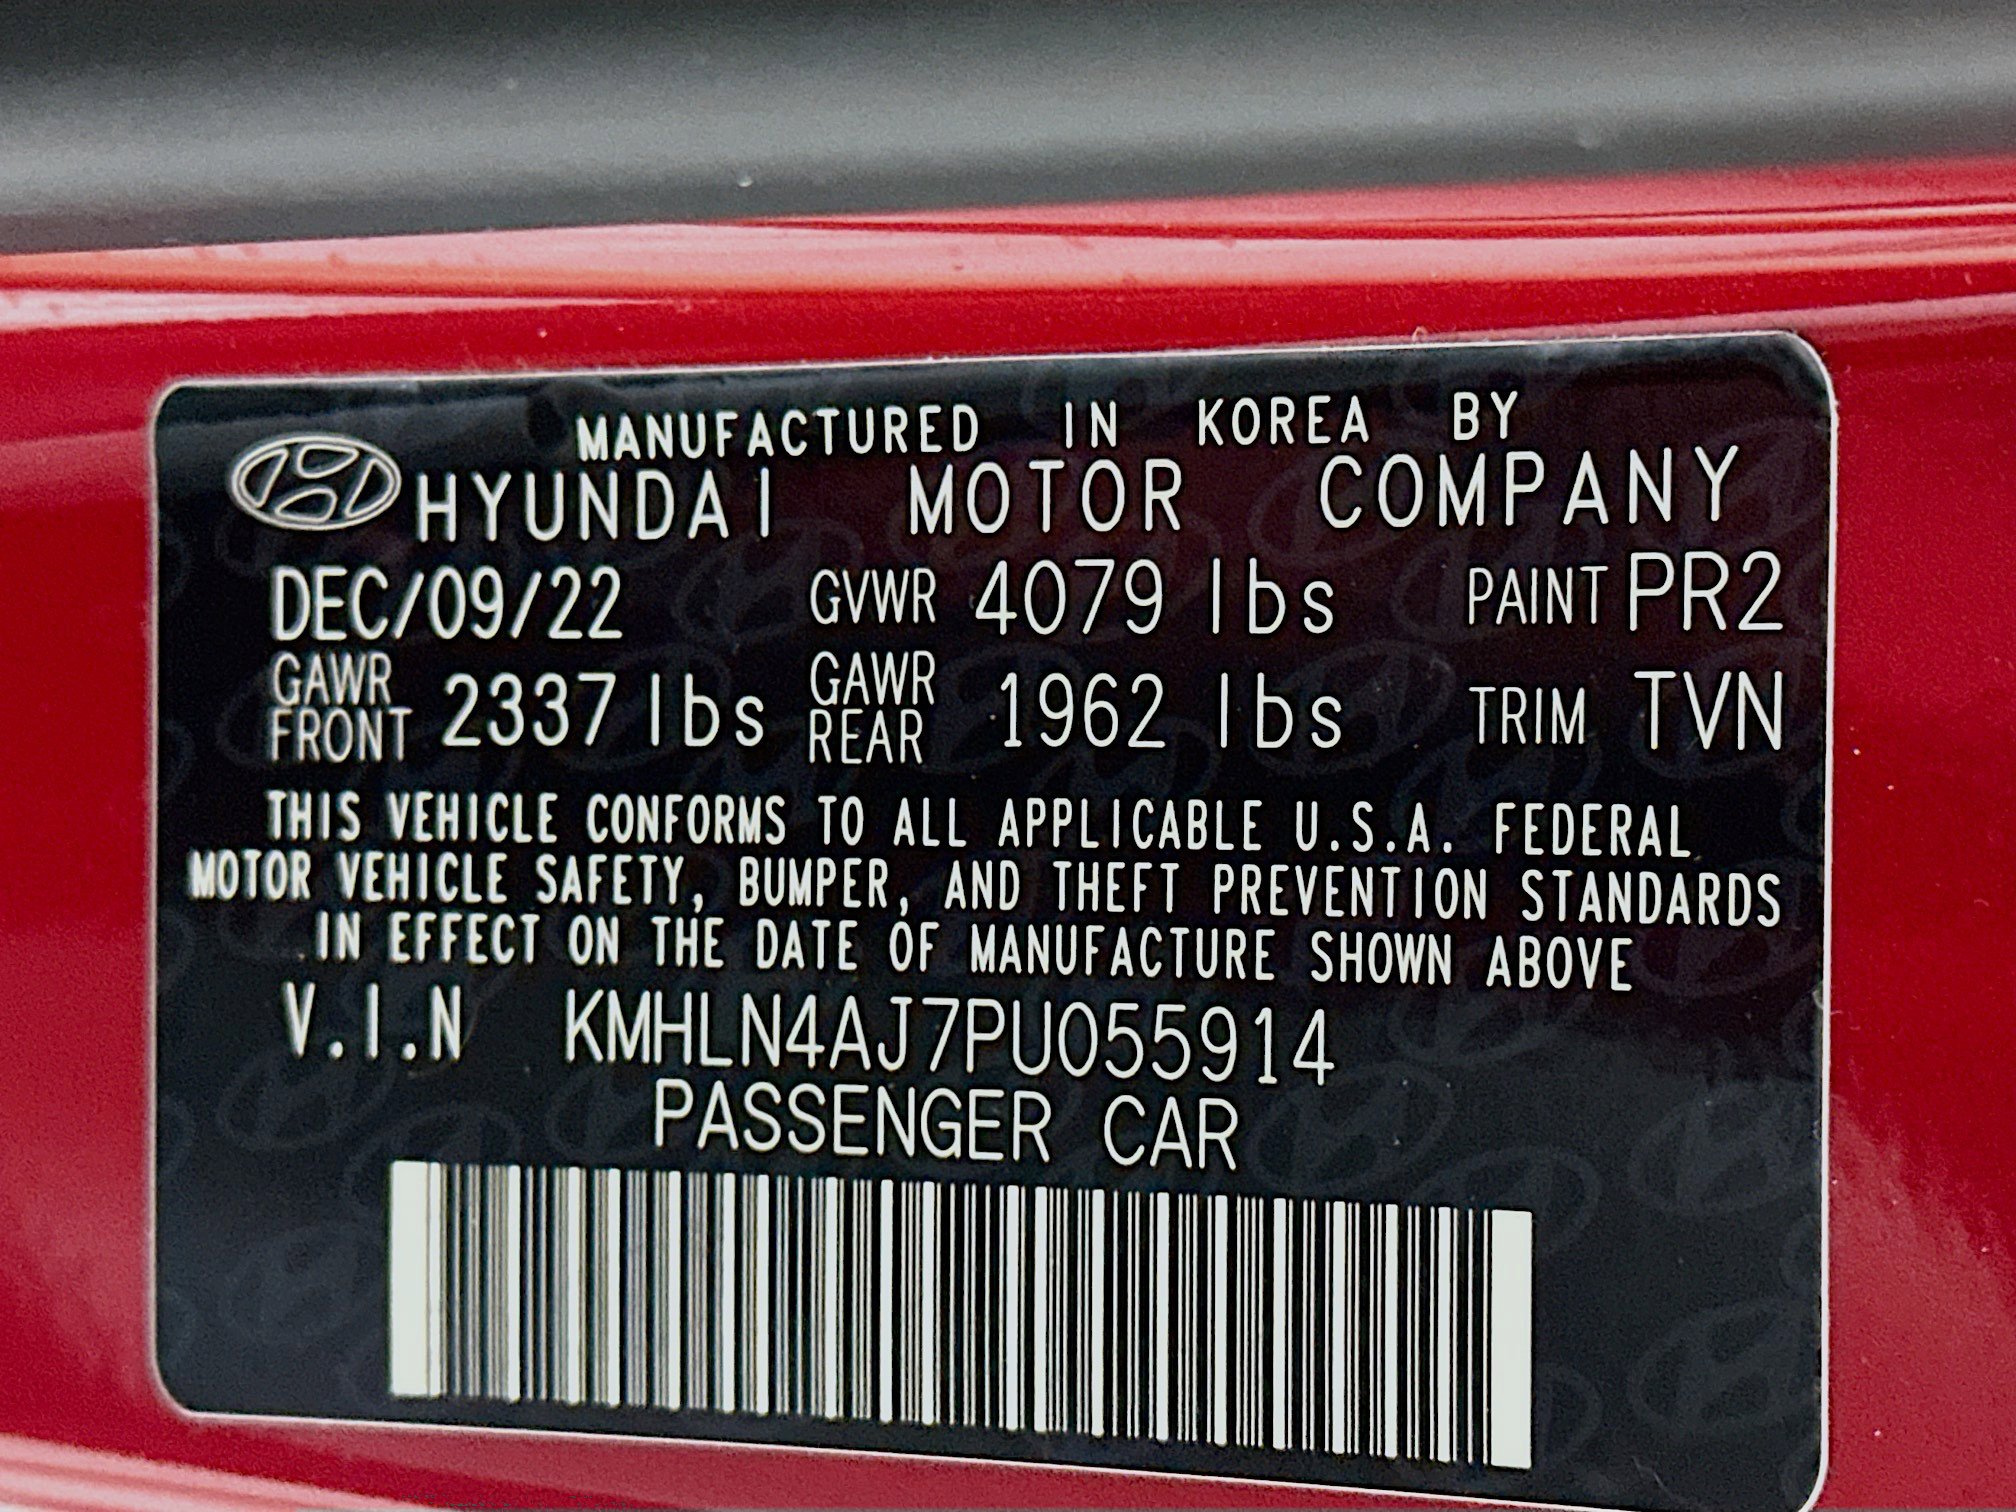 MANUFACTURED IN KOREA BY
HYUNDAI MOTOR COMPANY
DEC/09/22 GVWR 4079 lbs PAINT PR2
GAWR FRONT 2337 lbs GAWR REAR 1962 lbs TRIM TVN
THIS VEHICLE CONFORMS TO ALL APPLICABLE U.S.A. FEDERAL
MOTOR VEHICLE SAFETY, BUMPER, AND THEFT PREVENTION STANDARDS
IN EFFECT ON THE DATE OF MANUFACTURE SHOWN ABOVE
V.I.N KMHLN4AJ7PU055914
PASSENGER CAR